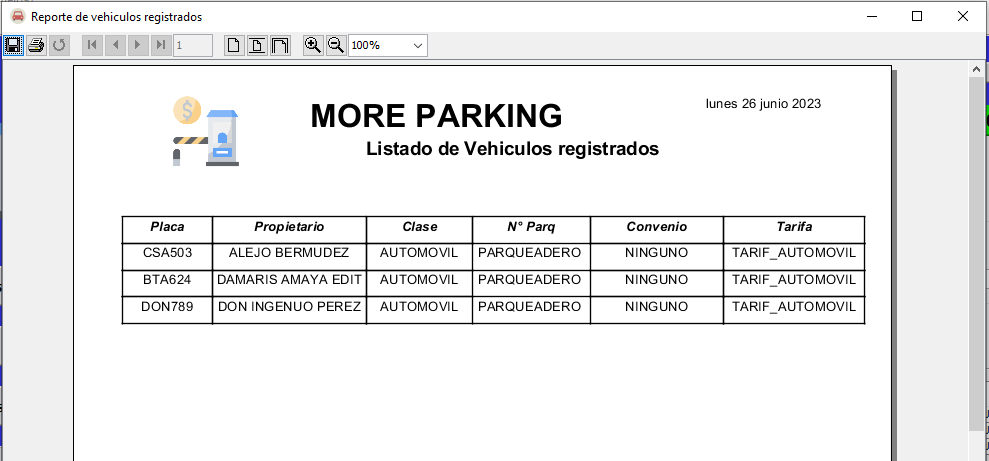 Reporte de vehiculos registrados
1
100%
lunes 26 junio 2023
MORE PARKING
Listado de Vehiculos registrados
Placa Propietario Clase N° Parq Convenio Tarifa
CSA503 ALEJO BERMUDEZ AUTOMOVIL PARQUEADERO NINGUNO TARIF_AUTOMOVIL
BTA624 DAMARIS AMAYA EDIT AUTOMOVIL PARQUEADERO NINGUNO TARIF_AUTOMOVIL
DON789 DON INGENUO PEREZ AUTOMOVIL PARQUEADERO NINGUNO TARIF_AUTOMOVIL